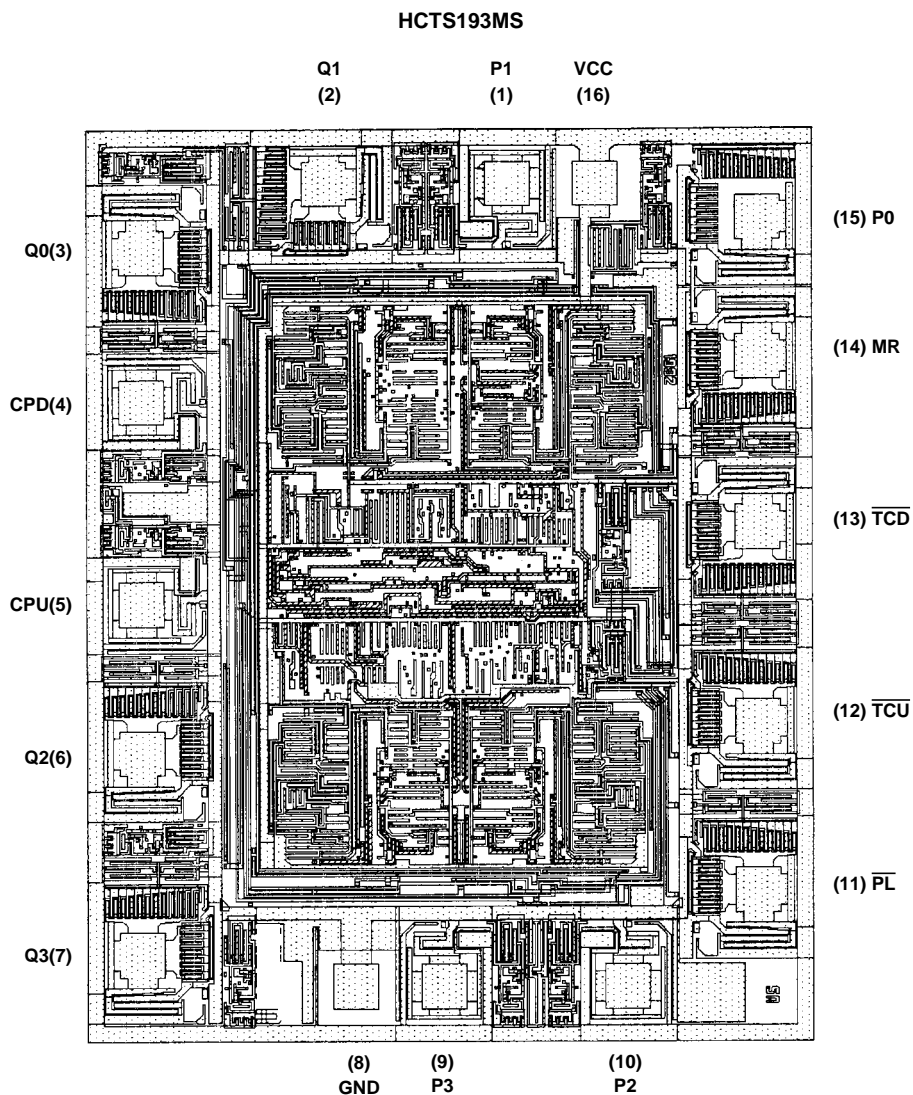 HCTS193MS
Q1 P1 VCC
(2) (1) (16)
(15) P0
Q0(3)
(14) MR
CPD(4)
(13) TCD
CPU(5)
(12) TCU
Q2(6)
(11) PL
Q3(7)
(8) (9) (10)
GND P3 P2